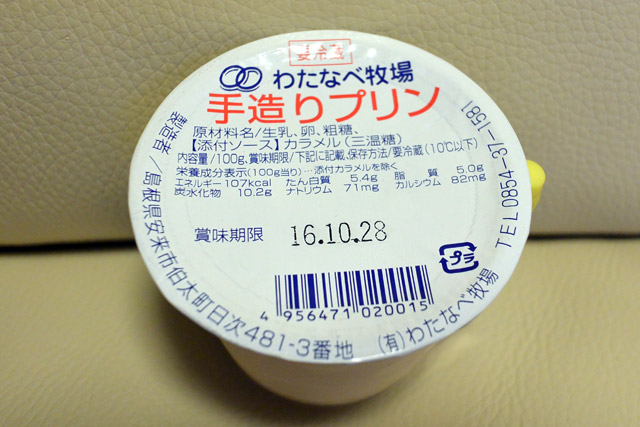 要冷蔵
わたなべ牧場
手造りプリン
原材料名/生乳、卵、粗糖、
【添付ソース】カラメル(三温糖)
内容量/100g、賞味期限/下記に記載、保存方法/要冷蔵(10℃以下)
栄養成分表示(100g当り)…添付カラメルを除く
エネルギー107kcal たん白質 5.4g 脂質 5.0g
炭水化物 10.2g ナトリウム 71mg カルシウム 82mg
賞味期限 16.10.28
プラ
4 956471 020015
製造者/島根県安来市伯太町日次481-3番地 (有)わたなべ牧場 TEL0854-37-1581